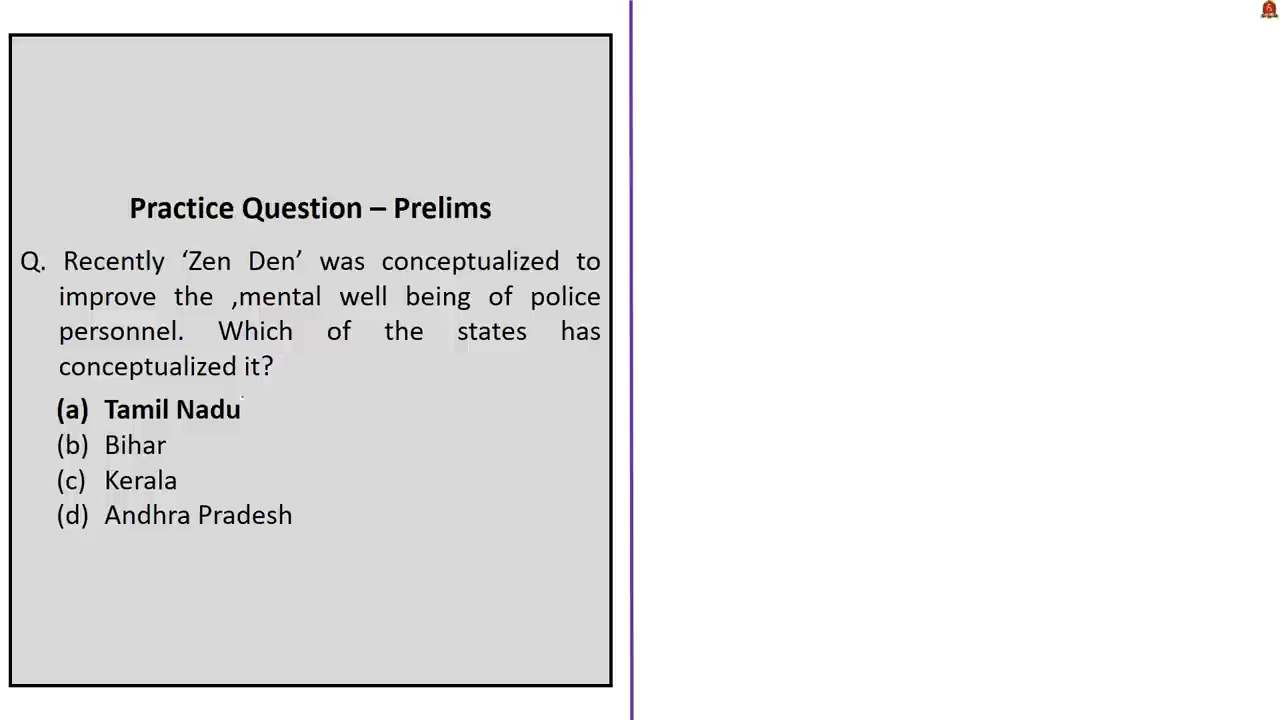 Practice Question – Prelims
Q. Recently ‘Zen Den’ was conceptualized to
improve the ,mental well being of police
personnel. Which of the states has
conceptualized it?
(a) Tamil Nadu
(b) Bihar
(c) Kerala
(d) Andhra Pradesh